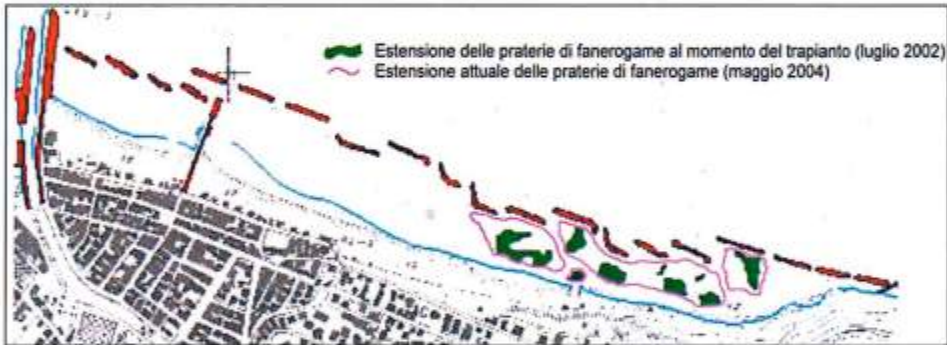 Estensione delle praterie di fanerogame al momento del trapianto (luglio 2002)
Estensione attuale delle praterie di fanerogame (maggio 2004)